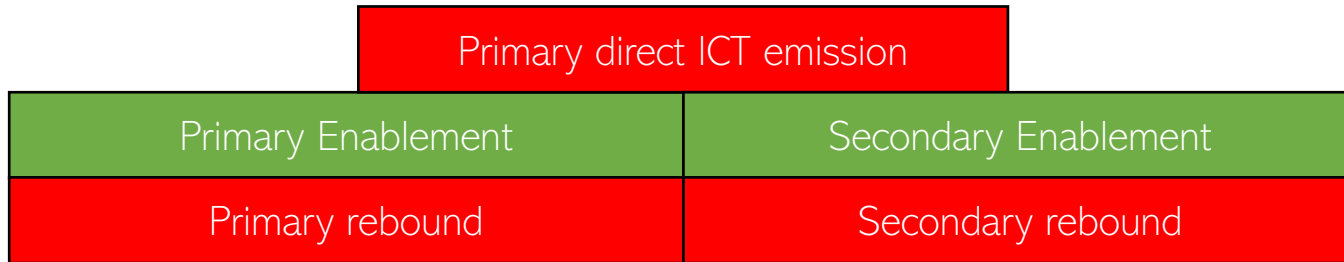 Primary direct ICT emission
Primary Enablement
Secondary Enablement
Primary rebound
Secondary rebound